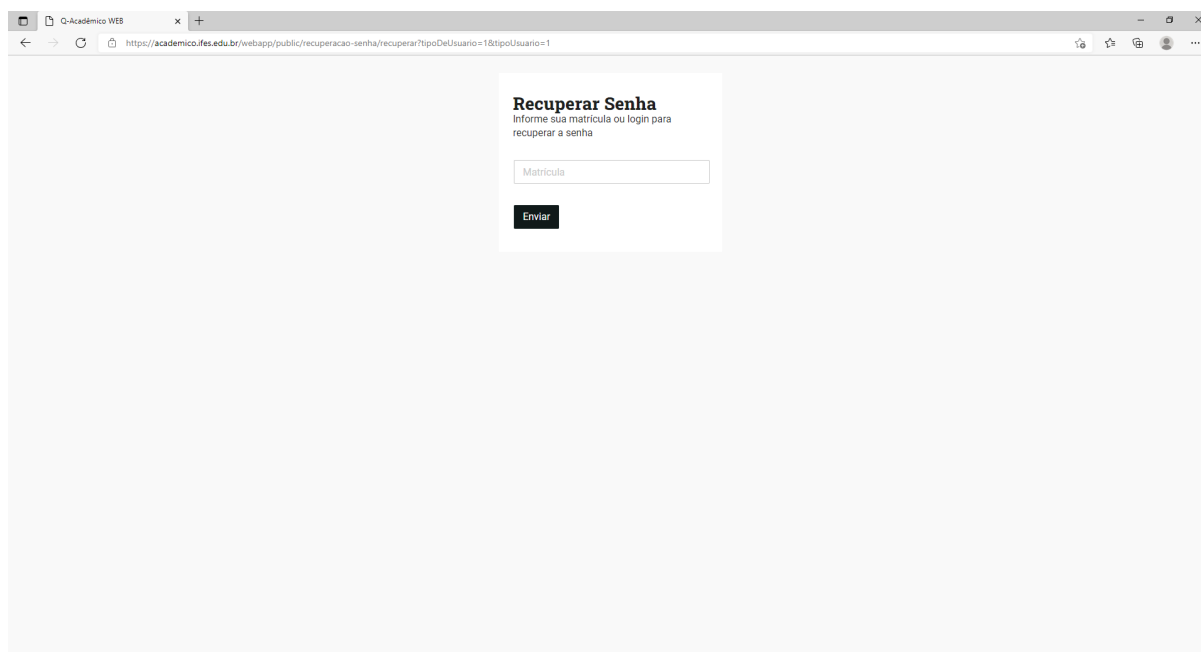 Q-Acadêmico WEB
https://academico.ifes.edu.br/webapp/public/recuperacao-senha/recuperar?tipoDeUsuario=1&tipoUsuario=1
Recuperar Senha
Informe sua matrícula ou login para
recuperar a senha
Matrícula
Enviar